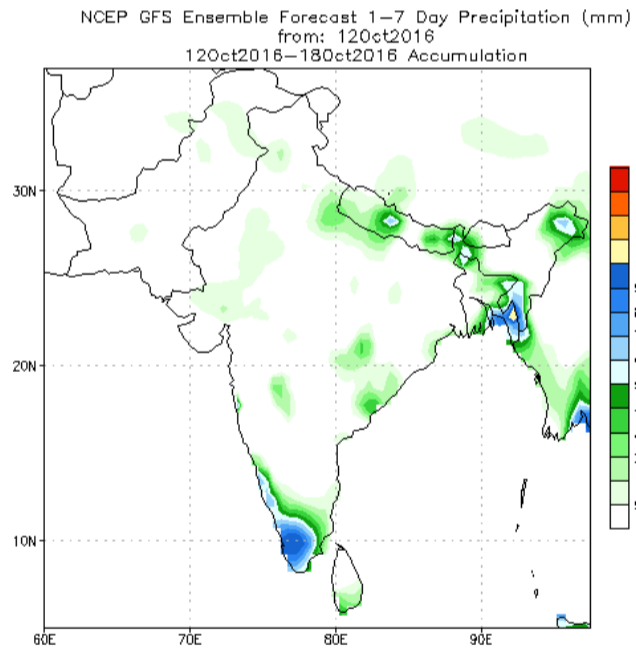 NCEP GFS Ensemble Forecast 1-7 Day Precipitation (mm)
from: 12Oct2016
12Oct2016-18Oct2016 Accumulation
30N
20N
10N
60E
70E
80E
90E